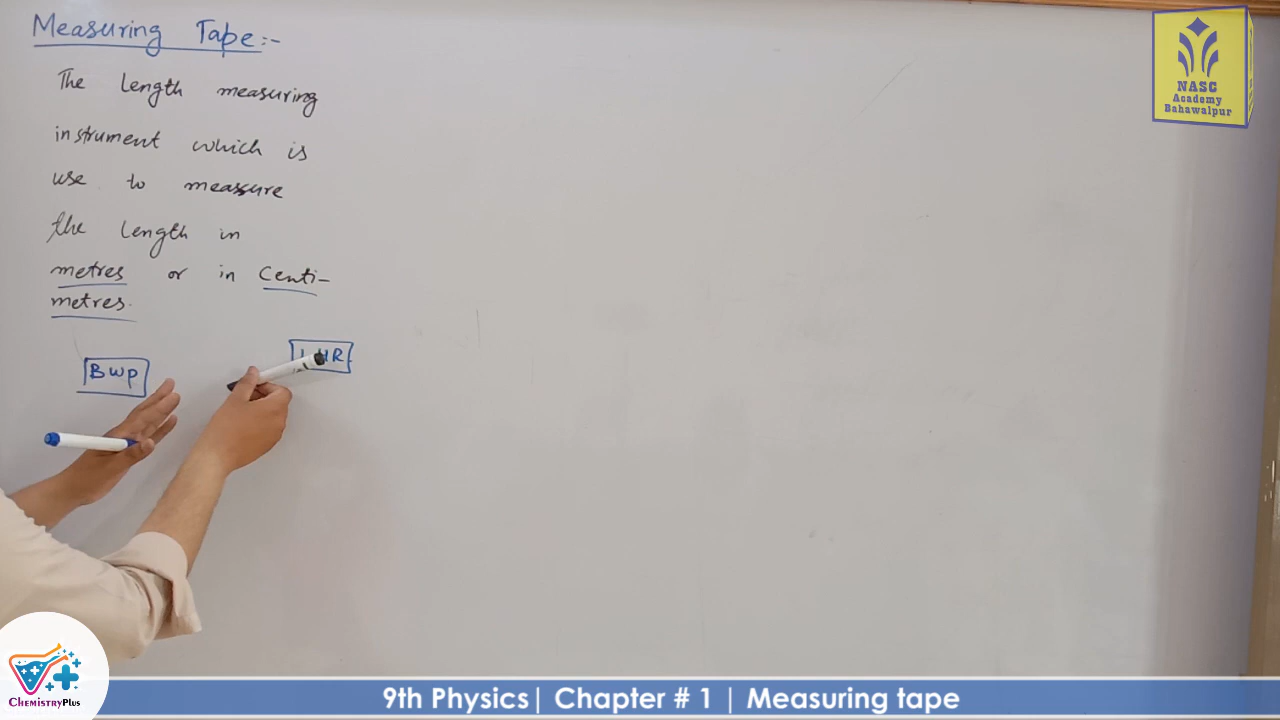 Measuring Tape:-
The length measuring
instrument which is
use to measure
the length in
metres or in Centi-
metres.
BWP
LHR
NASC
Academy
Bahawalpur
CHEMISTRYPLUS
9th Physics| Chapter # 1 | Measuring tape